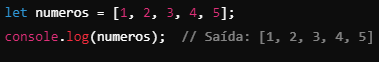 let numeros = [1, 2, 3, 4, 5];
console.log(numeros);  // Saída: [1, 2, 3, 4, 5]